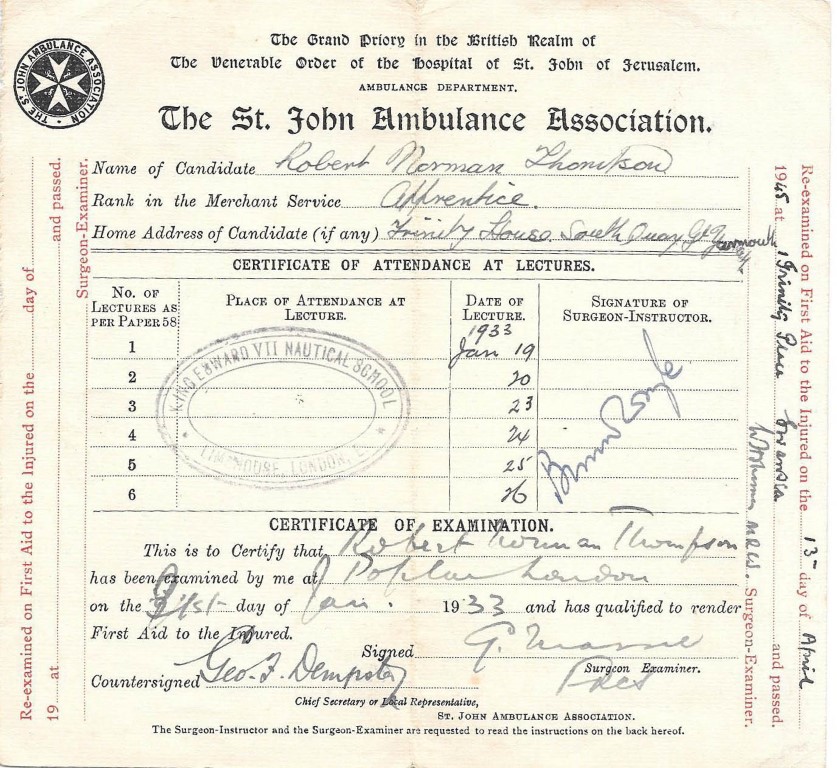 THE ST. JOHN AMBULANCE ASSOCIATION
The Grand Priory in the British Realm of
The Venerable Order of the Hospital of St. John of Jerusalem.
AMBULANCE DEPARTMENT.
The St. John Ambulance Association.
Name of Candidate Robert Norman Thompson
Rank in the Merchant Service Apprentice.
Home Address of Candidate (if any) Trinity House South Quay Gt Yarmouth
CERTIFICATE OF ATTENDANCE AT LECTURES.
No. of Lectures as per Paper 58 Place of Attendance at Lecture. Date of Lecture. Signature of Surgeon-Instructor.
1933
1 Jan 19
2 20
3 23
4 24
5 25
6 26
KING EDWARD VII NAUTICAL SCHOOL
LIMEHOUSE, LONDON, E.
CERTIFICATE OF EXAMINATION.
This is to Certify that Robert Norman Thompson
has been examined by me at Poplar London
on the 31st day of Jan. 1933 and has qualified to render
First Aid to the Injured.
Signed G.
Surgeon Examiner.
Countersigned Geo. F. Dempster
Chief Secretary or Local Representative,
St. John Ambulance Association.
The Surgeon-Instructor and the Surgeon-Examiner are requested to read the instructions on the back hereof.
Re-examined on First Aid to the Injured on the day of
19 at and passed.
Surgeon-Examiner.
Re-examined on First Aid to the Injured on the 13- day of April
1945 at 1 Trinity Place Swansea and passed.
Surgeon-Examiner.